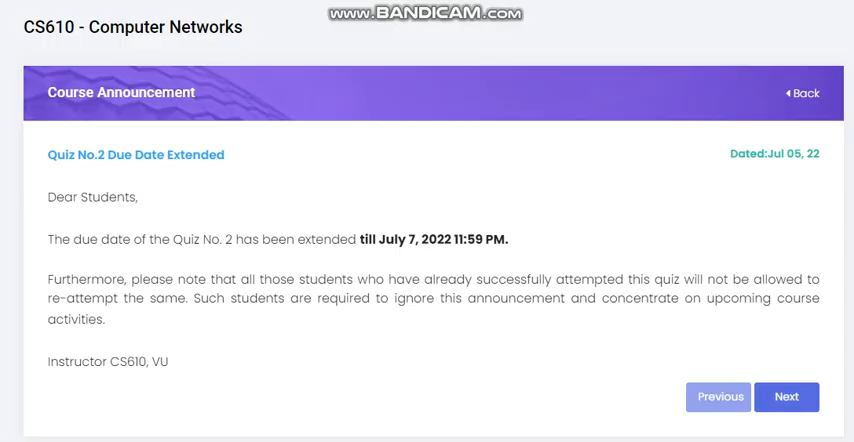 www.BANDICAM.com
CS610 - Computer Networks
Course Announcement
Back
Quiz No.2 Due Date Extended
Dated:Jul 05, 22
Dear Students,
The due date of the Quiz No. 2 has been extended till July 7, 2022 11:59 PM.
Furthermore, please note that all those students who have already successfully attempted this quiz will not be allowed to
re-attempt the same. Such students are required to ignore this announcement and concentrate on upcoming course
activities.
Instructor CS610, VU
Previous
Next